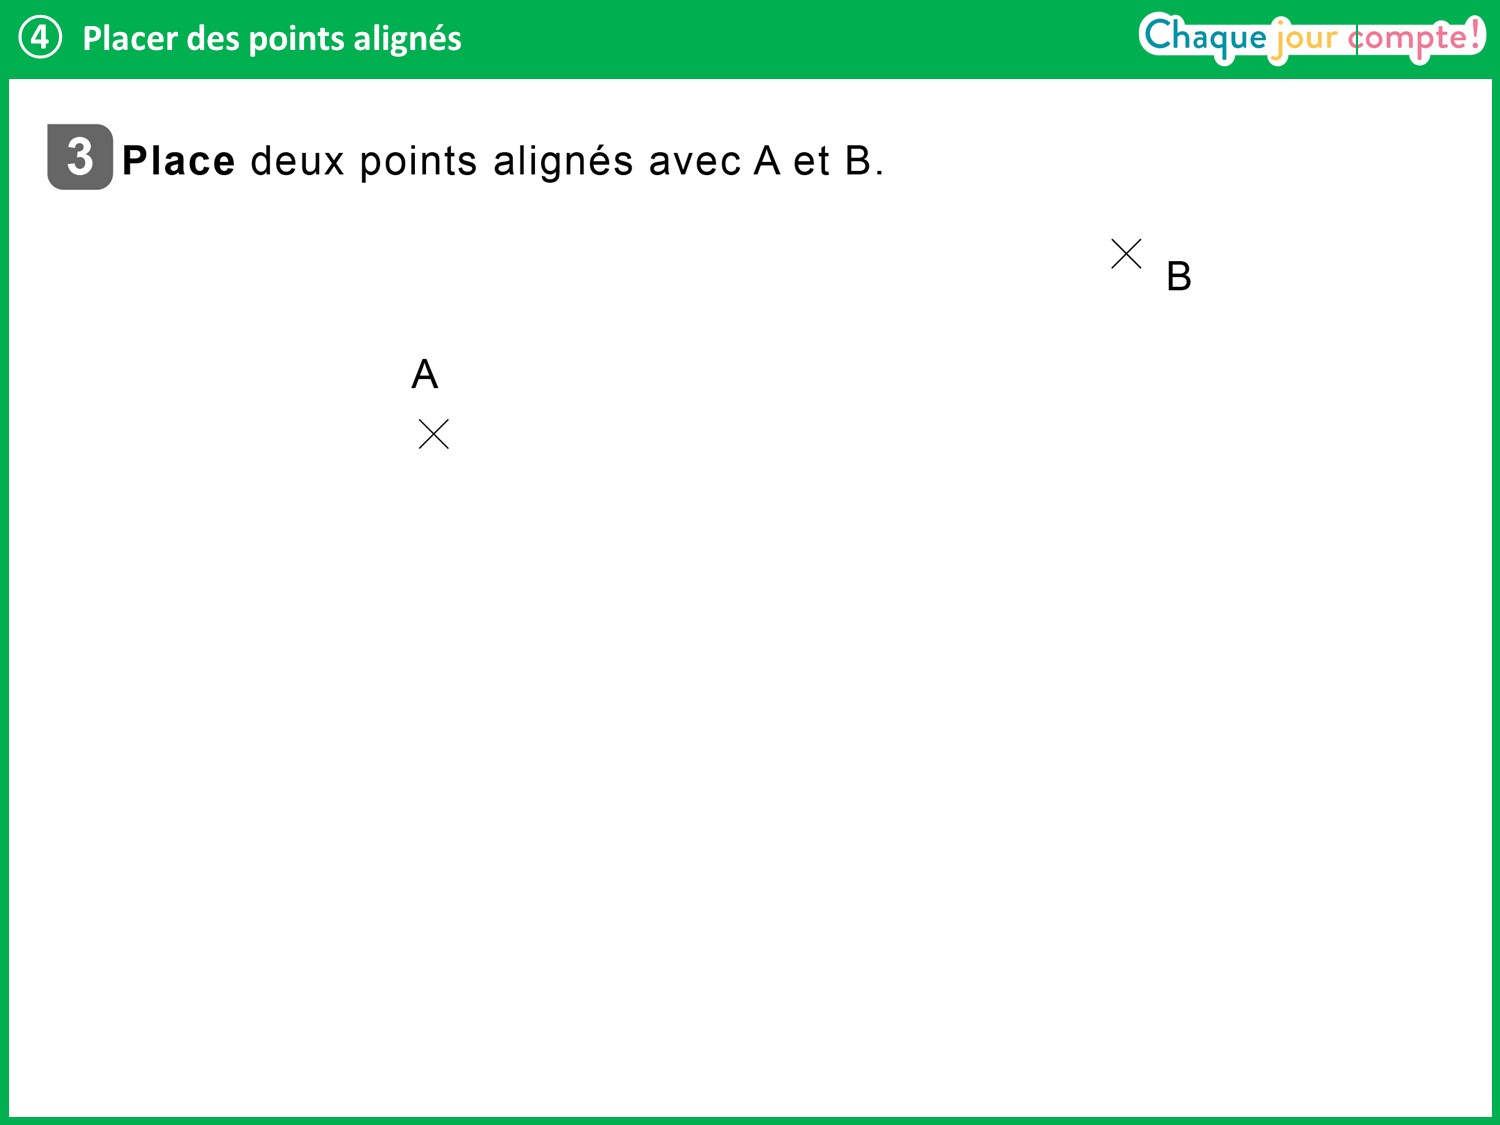 4 Placer des points alignés
Chaque jour compte!
3 Place deux points alignés avec A et B.
B
A